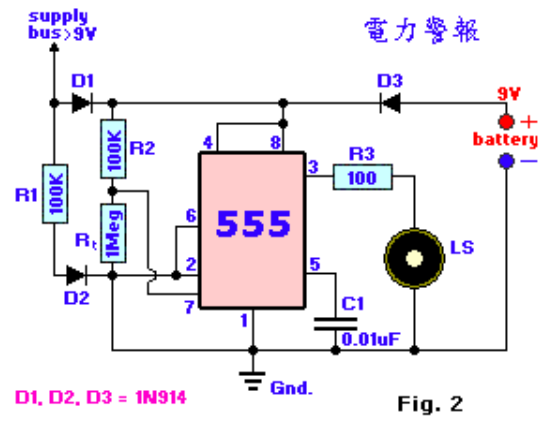 supply
bus>9V
電力警報
D1
D3
9V
+
battery
−
4
8
R2
100K
3
R3
100
R1
100K
Rt
1Meg
6
555
LS
2
5
D2
7
C1
1
0.01uF
Gnd.
D1, D2, D3 = 1N914
Fig. 2